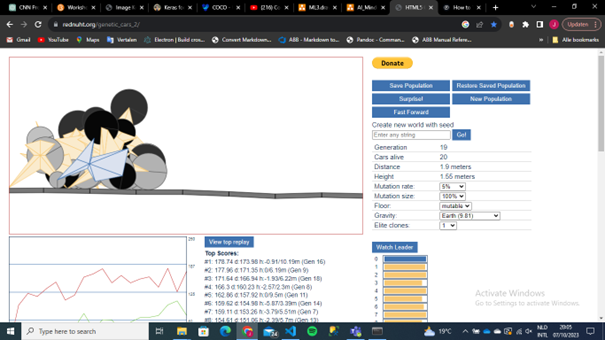 CNN Fr
Worksh
Image
Keras fo
COCO -
(216) Co
ML3.dro
AI_Mind
HTML5
How to
rednuht.org/genetic_cars_2/
Updaten
Gmail
YouTube
Maps
Vertalen
Electron | Build cros...
Convert Markdown...
ABB - Markdown to...
Pandoc - Comman...
ABB Manual Refere...
Alle bookmarks
Donate
Save Population
Restore Saved Population
Surprise!
New Population
Fast Forward
Create new world with seed
Enter any string
Go!
Generation 19
Cars alive 20
Distance 1.9 meters
Height 1.55 meters
Mutation rate: 5%
Mutation size: 100%
Floor: mutable
Gravity: Earth (9.81)
Elite clones: 1
View top replay
Watch Leader
Top Scores:
#1: 178.74 d:173.98 h:-0.91/10.19m (Gen 16)
#2: 177.96 d:171.35 h:0/6.19m (Gen 9)
#3: 171.64 d:166.94 h:-1.93/6.22m (Gen 18)
#4: 166.3 d:160.23 h:-2.57/2.3m (Gen 8)
#5: 162.86 d:157.92 h:0/9.5m (Gen 11)
#6: 159.62 d:154.98 h:-5.87/3.39m (Gen 14)
#7: 159.11 d:153.26 h:-3.79/5.51m (Gen 7)
#8: 154.61 d:151.06 h:-2.39/5.7m (Gen 13)
250
0
1
2
3
4
5
6
7
Activate Windows
Go to Settings to activate Windows.
Type here to search
19°C
NLD
INTL
20:05
07/10/2023